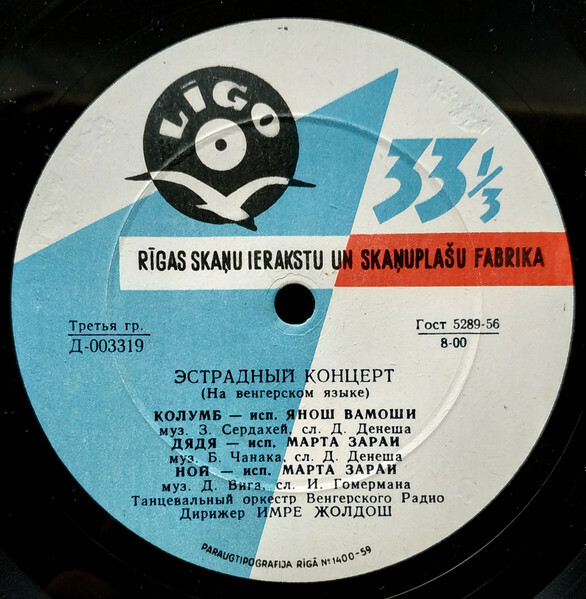 LĪGO
33 1/3
RĪGAS SKAŅU IERAKSTU UN SKAŅUPLAŠU FABRIKA
Третья гр.
Д-003319
Гост 5289-56
8-00
ЭСТРАДНЫЙ КОНЦЕРТ
(На венгерском языке)
КОЛУМБ — исп. ЯНОШ ВАМОШИ
муз. З. Сердахей, сл. Д. Денеша
ДЯДЯ — исп. МАРТА ЗАРАИ
муз. Б. Чанака, сл. Д. Денеша
НОЙ — исп. МАРТА ЗАРАИ
муз. Д. Вига, сл. И. Гомермана
Танцевальный оркестр Венгерского Радио
Дирижер ИМРЕ ЖОЛДОШ
PARAUGTIPOGRAFIJA RĪGĀ Nr 1400-59